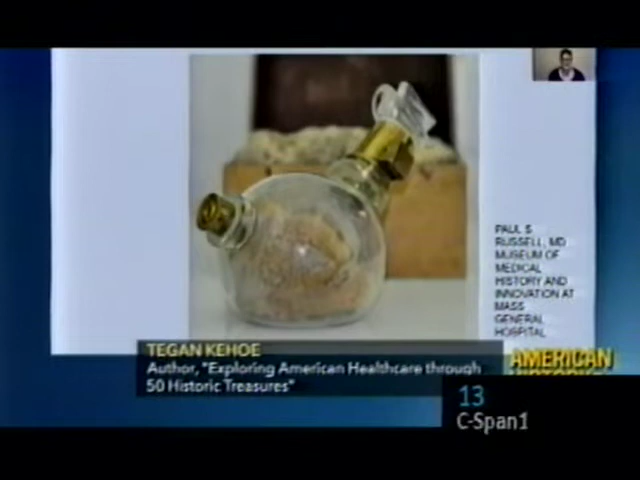 PAUL S
RUSSELL, MD
MUSEUM OF
MEDICAL
HISTORY AND
INNOVATION AT
MASS
GENERAL
HOSPITAL
TEGAN KEHOE
Author, "Exploring American Healthcare through
50 Historic Treasures"
AMERICAN
HISTORY
13
C-Span1